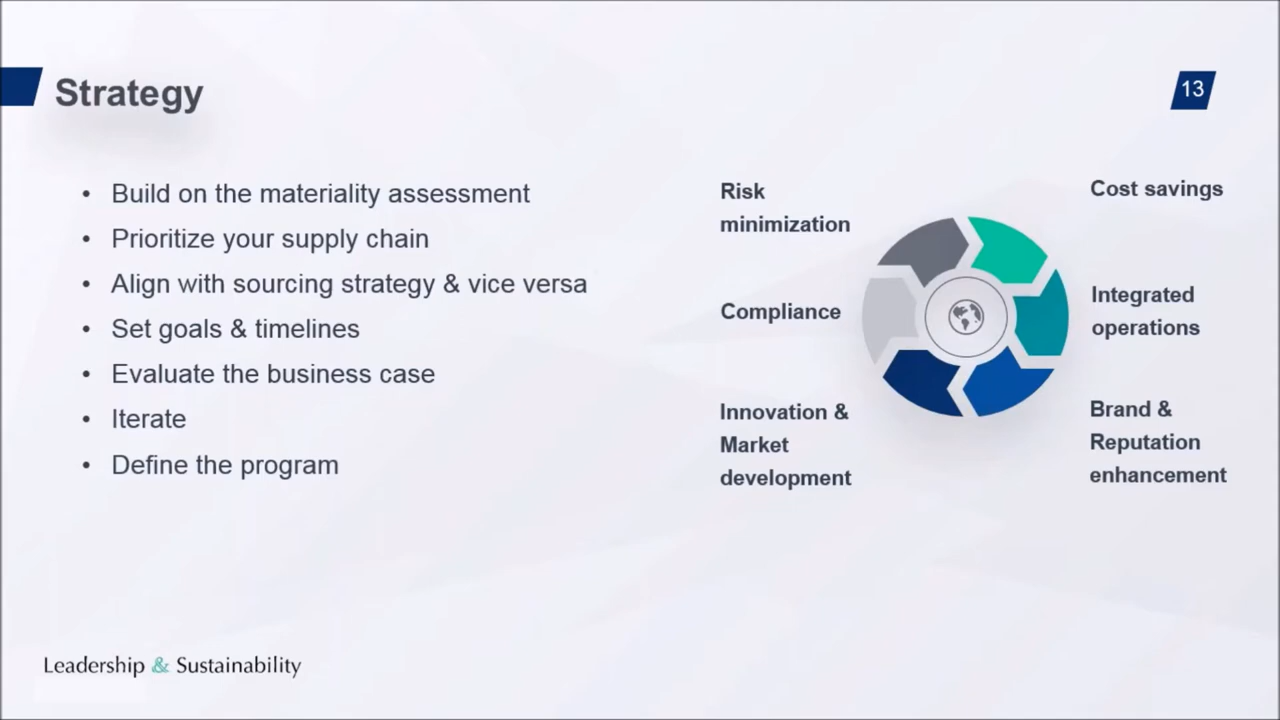 Strategy
13
• Build on the materiality assessment
• Prioritize your supply chain
• Align with sourcing strategy & vice versa
• Set goals & timelines
• Evaluate the business case
• Iterate
• Define the program
Risk
minimization
Compliance
Innovation &
Market
development
Cost savings
Integrated
operations
Brand &
Reputation
enhancement
Leadership & Sustainability